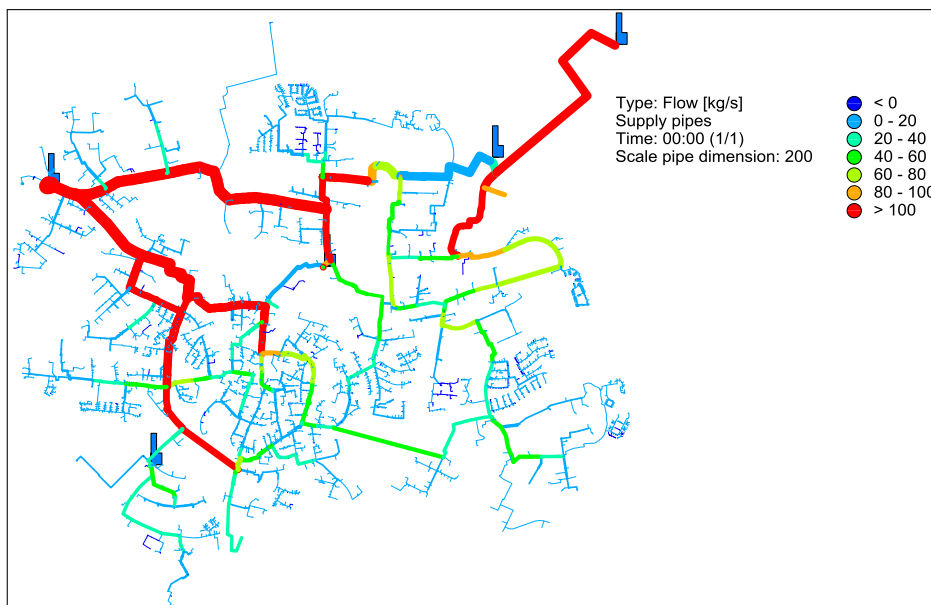 Type: Flow [kg/s]
Supply pipes
Time: 00:00 (1/1)
Scale pipe dimension: 200
< 0
0 - 20
20 - 40
40 - 60
60 - 80
80 - 100
> 100